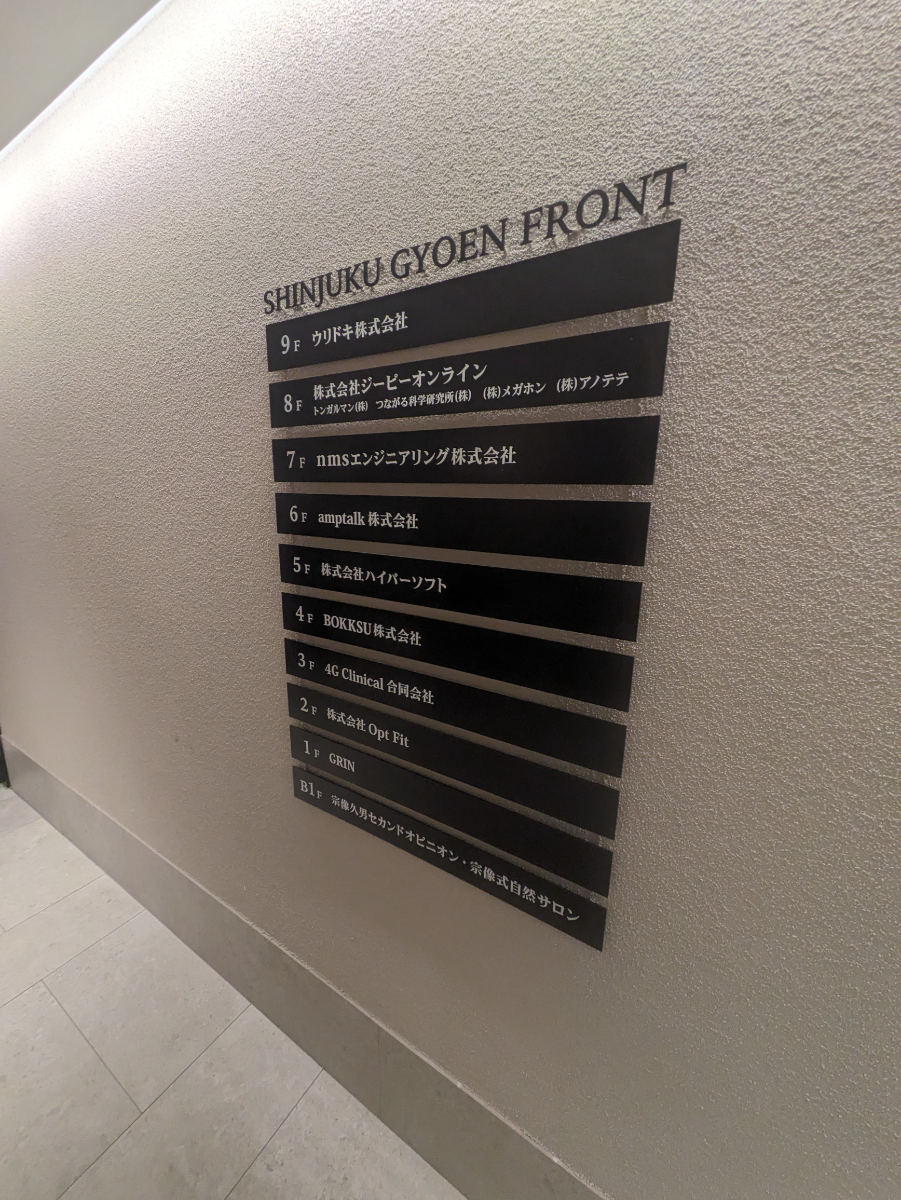 SHINJUKU GYOEN FRONT
9F ウリドキ株式会社
8F 株式会社ジーピーオンライン
トンガルマン(株) つながる科学研究所(株) (株)メガホン (株)アノテテ
7F nmsエンジニアリング株式会社
6F amptalk株式会社
5F 株式会社ハイパーソフト
4F BOKKSU株式会社
3F 4G Clinical 合同会社
2F 株式会社 Opt Fit
1F GRIN
B1F 宗像久男セカンドオピニオン・宗像式自然サロン